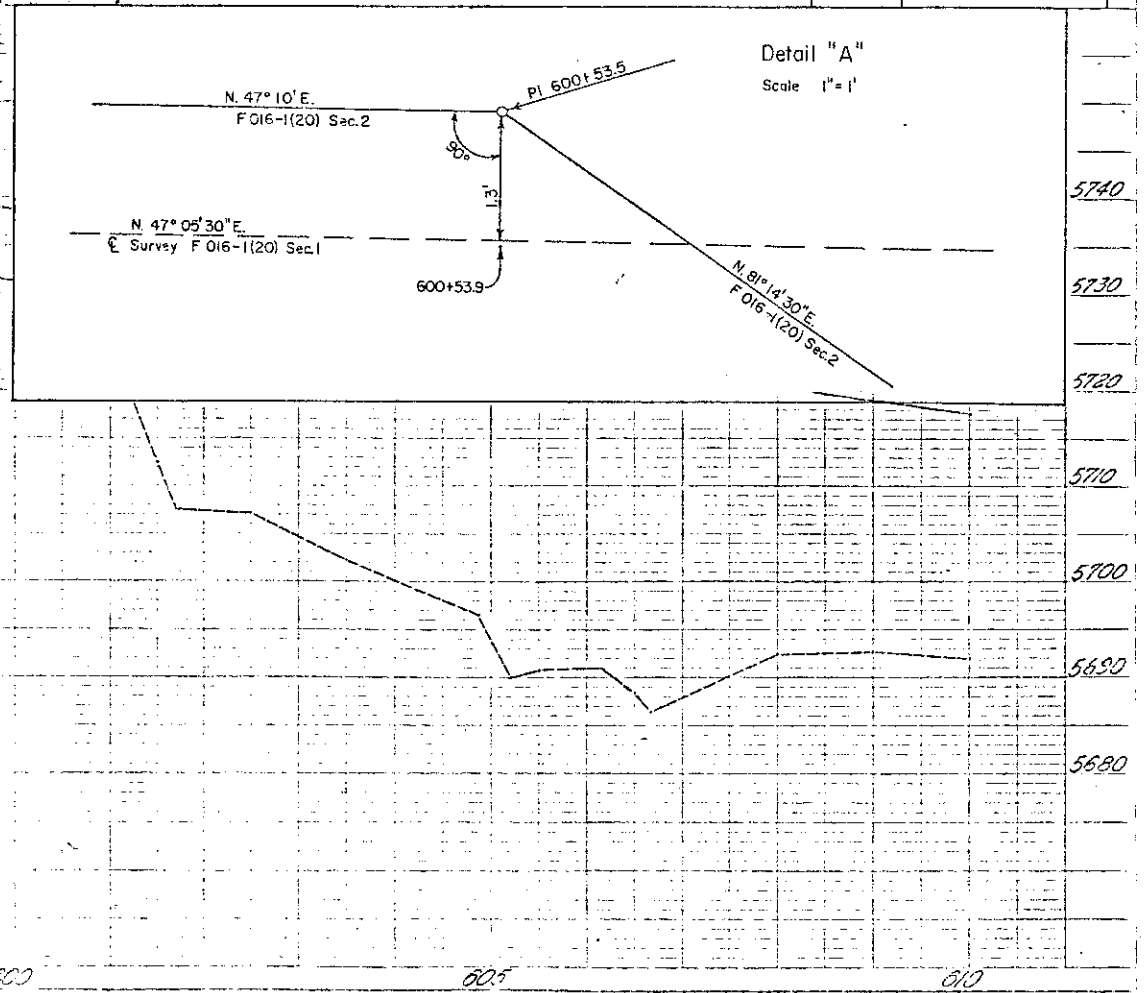 Detail "A"
Scale 1"= 1'
PI 600+53.5
N. 47° 10' E.
F 016-1(20) Sec. 2
90°
1.3'
N. 47° 05' 30" E.
℄ Survey F 016-1(20) Sec. 1
600+53.9
N. 81° 14' 30" E.
F 016-1(20) Sec. 2
5740
5730
5720
5710
5700
5690
5680
605
610